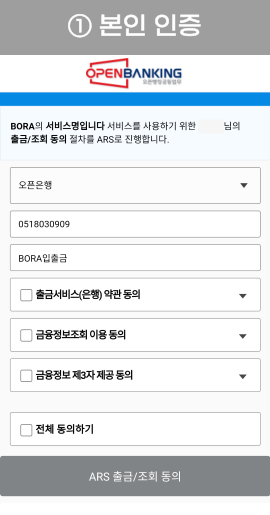 ① 본인 인증
OPENBANKING
오픈뱅킹공동업무
BORA의 서비스명입니다 서비스를 사용하기 위한 님의
출금/조회 동의 절차를 ARS로 진행합니다.
오픈은행
0518030909
BORA입출금
출금서비스(은행) 약관 동의
금융정보조회 이용 동의
금융정보 제3자 제공 동의
전체 동의하기
ARS 출금/조회 동의